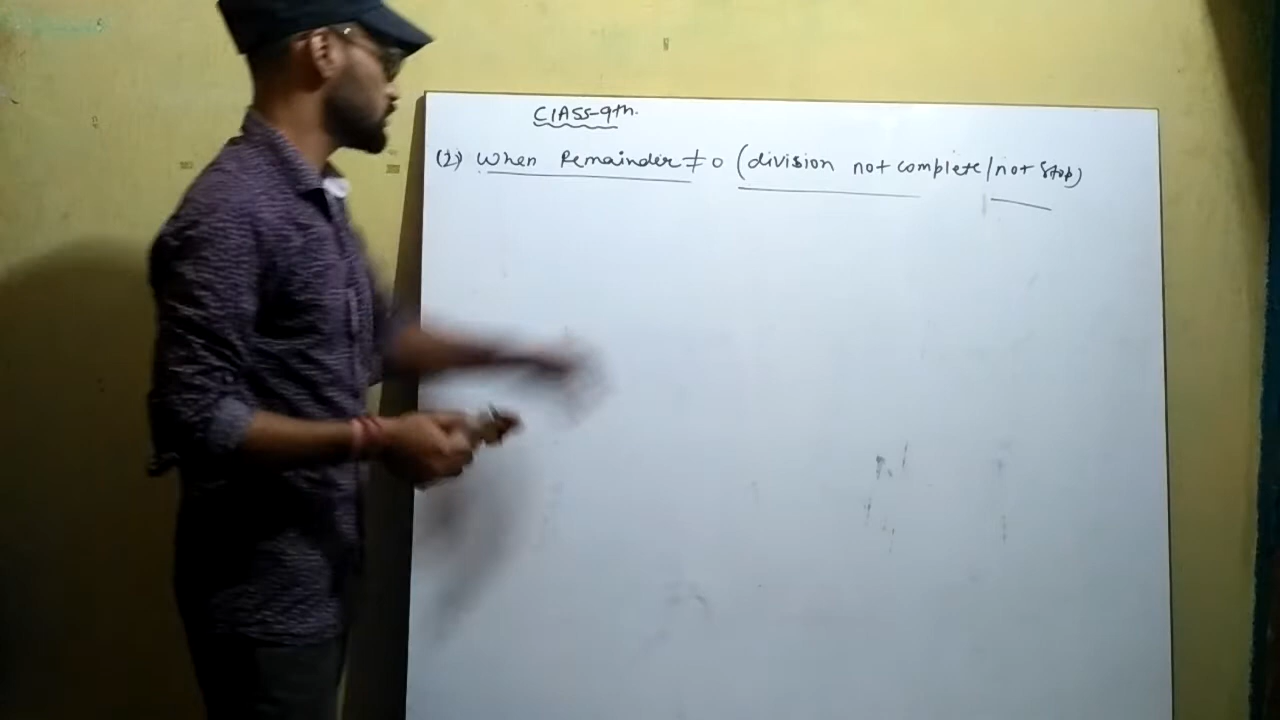 CLASS-9th.
(2) When Remainder ≠ 0 (division not complete/not stop)